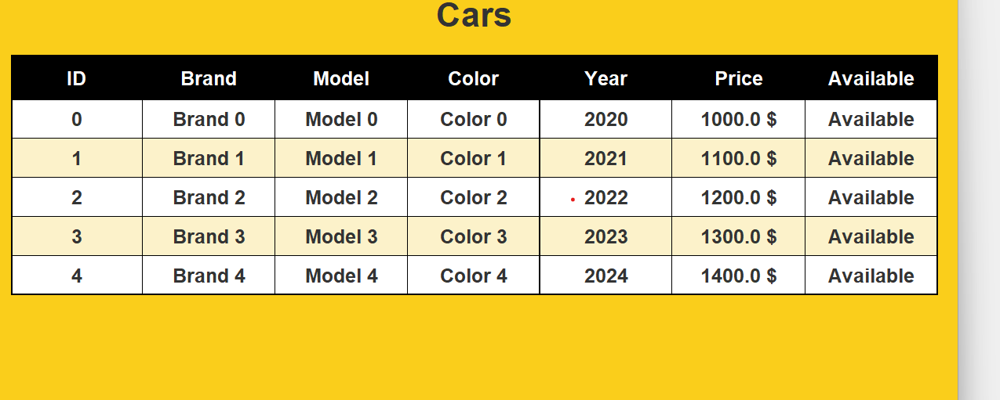 Cars
ID Brand Model Color Year Price Available
0 Brand 0 Model 0 Color 0 2020 1000.0 $ Available
1 Brand 1 Model 1 Color 1 2021 1100.0 $ Available
2 Brand 2 Model 2 Color 2 2022 1200.0 $ Available
3 Brand 3 Model 3 Color 3 2023 1300.0 $ Available
4 Brand 4 Model 4 Color 4 2024 1400.0 $ Available